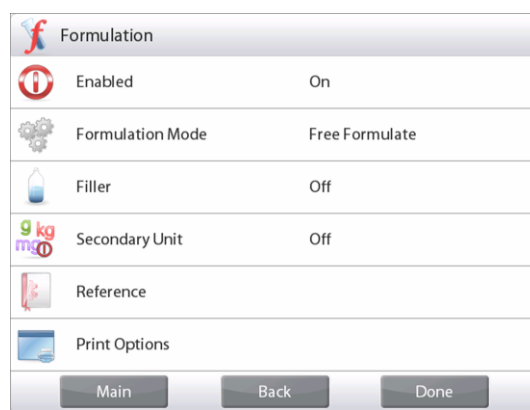 Formulation
Enabled On
Formulation Mode Free Formulate
Filler Off
g kg
mg
Secondary Unit Off
Reference
Print Options
Main Back Done